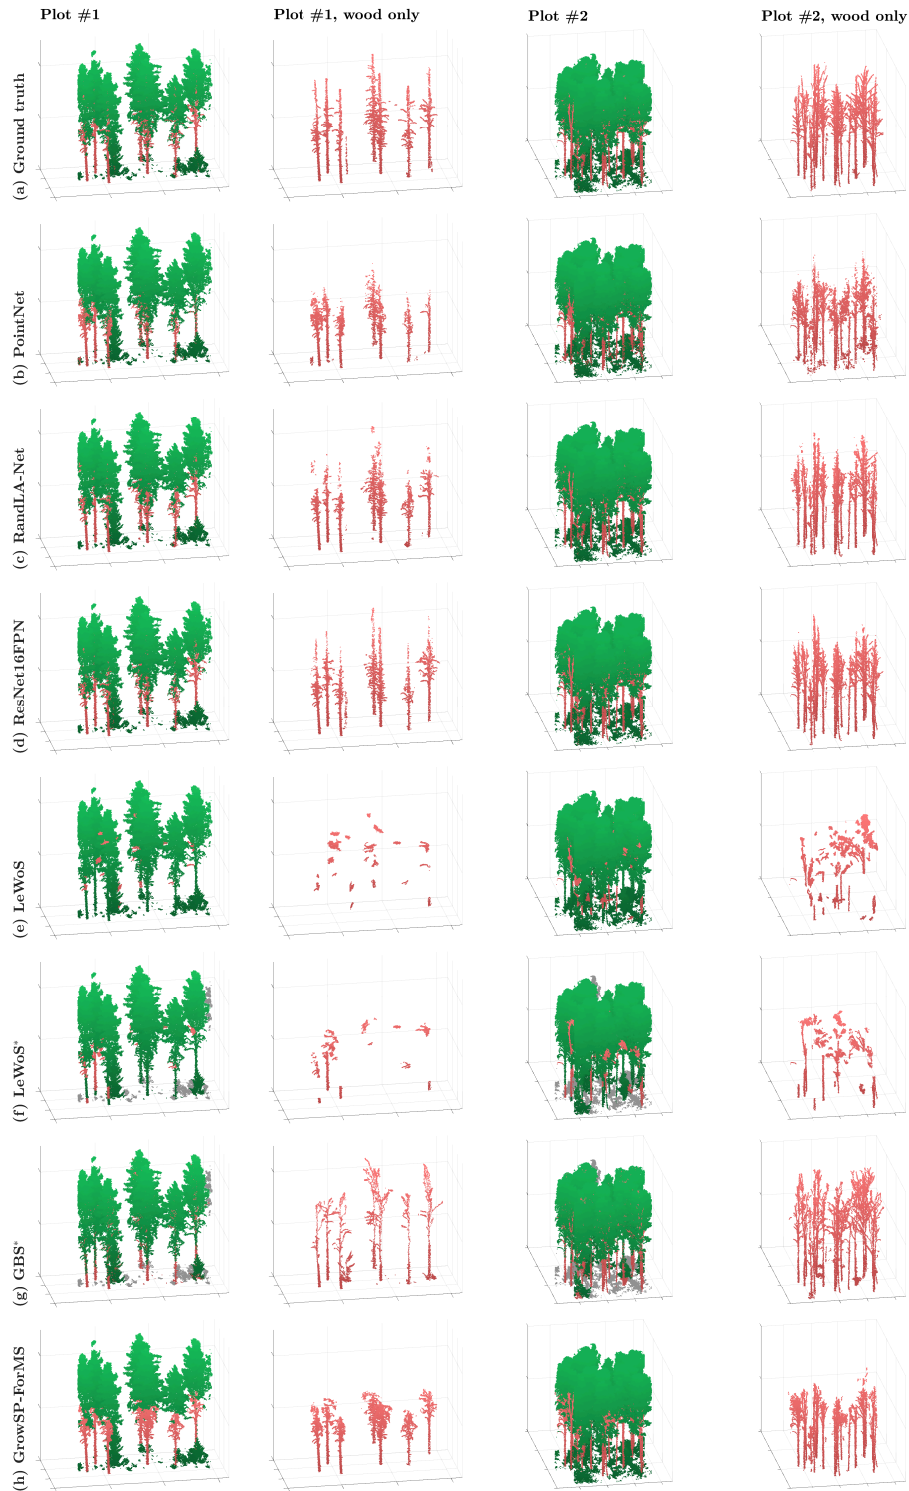 Plot #1
Plot #1, wood only
Plot #2
Plot #2, wood only
(a) Ground truth
(b) PointNet
(c) RandLA-Net
(d) ResNet16FPN
(e) LeWoS
(f) LeWoS*
(g) GBS*
(h) GrowSP-ForMS